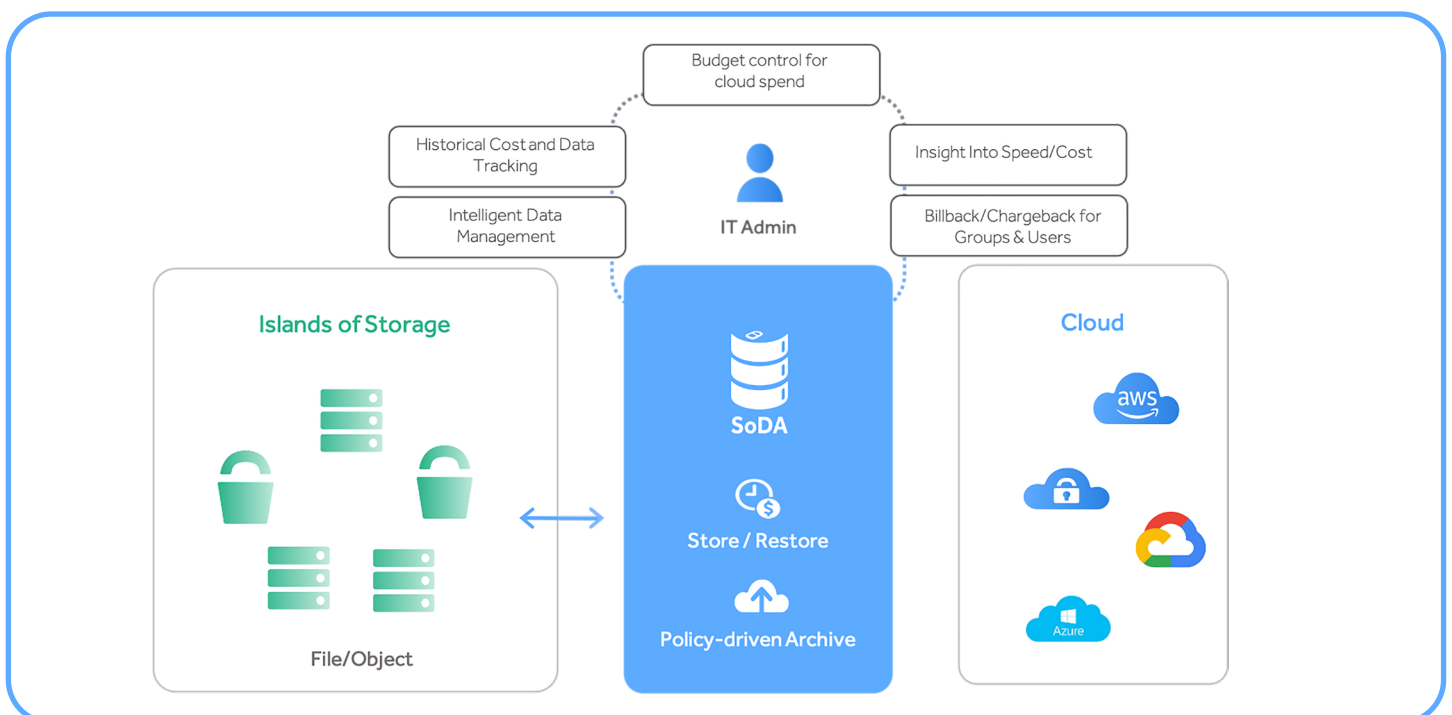 Budget control for
cloud spend
Historical Cost and Data
Tracking
Insight Into Speed/Cost
Intelligent Data
Management
IT Admin
Billback/Chargeback for
Groups & Users
Islands of Storage
Cloud
aws
SoDA
$
Store / Restore
Azure
Policy-driven Archive
File/Object